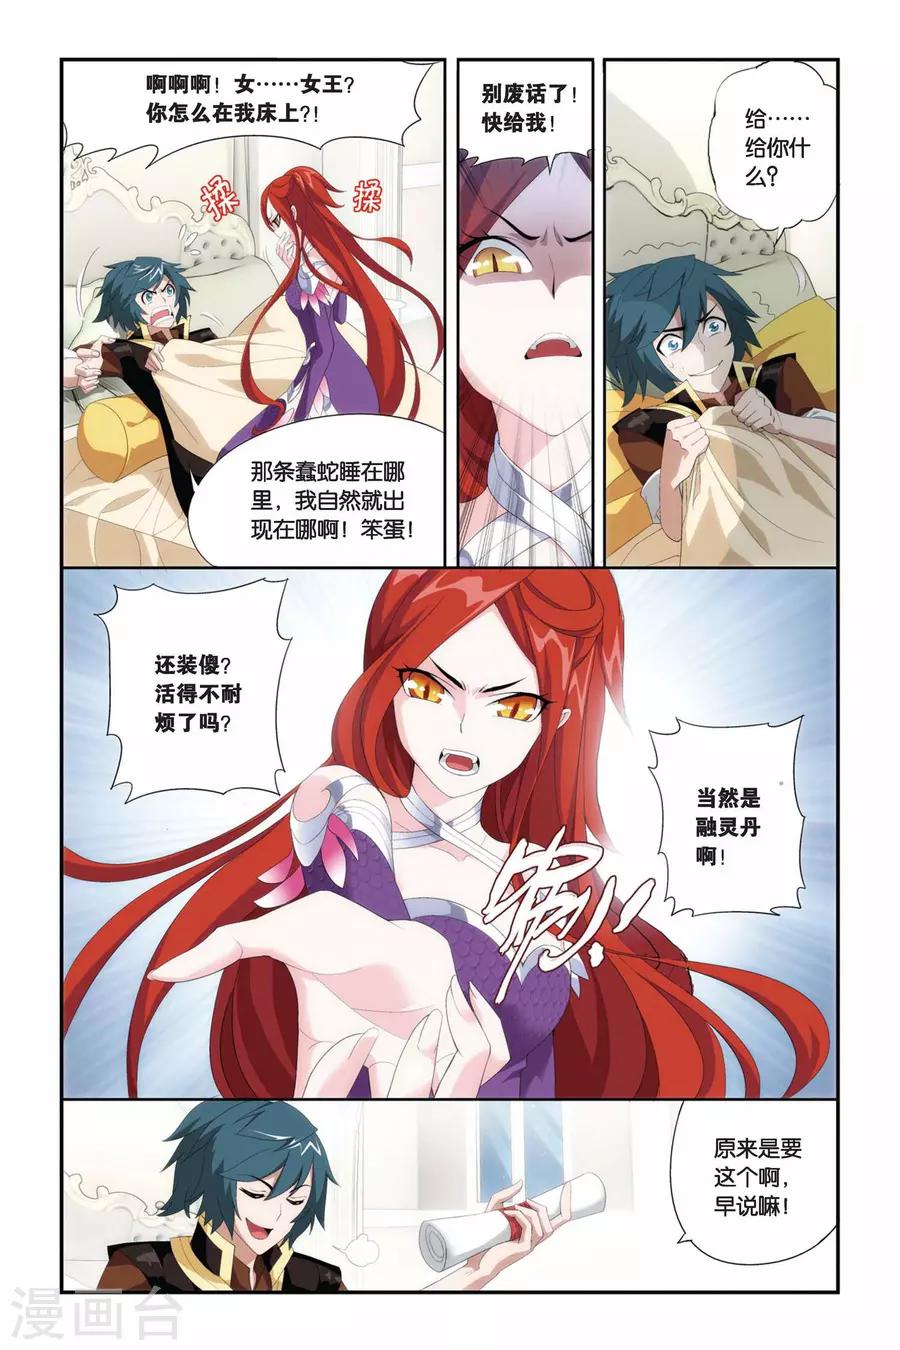 啊啊啊！女……女王？
你怎么在我床上？！
揉
揉
那条蠢蛇睡在哪
里，我自然就出
现在哪啊！笨蛋！
别废话了！
快给我！
给……
给你什
么？
还装傻？
活得不耐
烦了吗？
当然是
融灵丹
啊！
原来是要
这个啊，
早说嘛！
漫画台